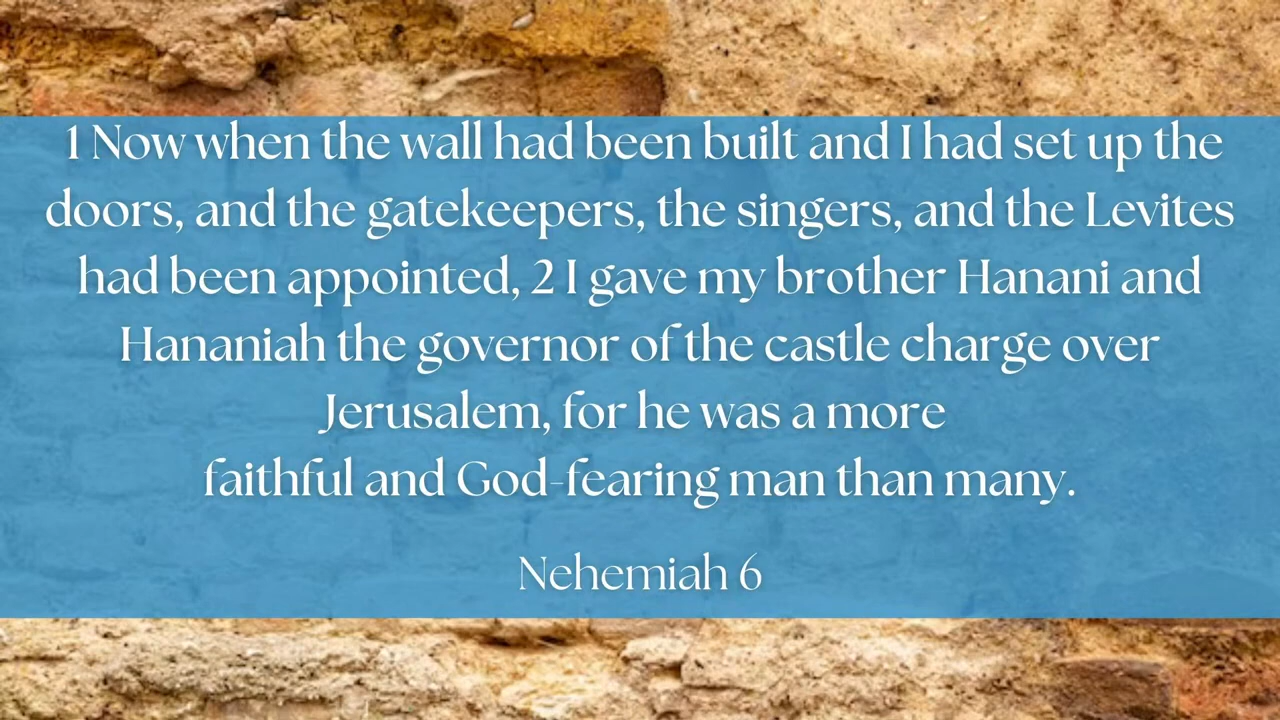 1 Now when the wall had been built and I had set up the
doors, and the gatekeepers, the singers, and the Levites
had been appointed, 2 I gave my brother Hanani and
Hananiah the governor of the castle charge over
Jerusalem, for he was a more
faithful and God-fearing man than many.
Nehemiah 6